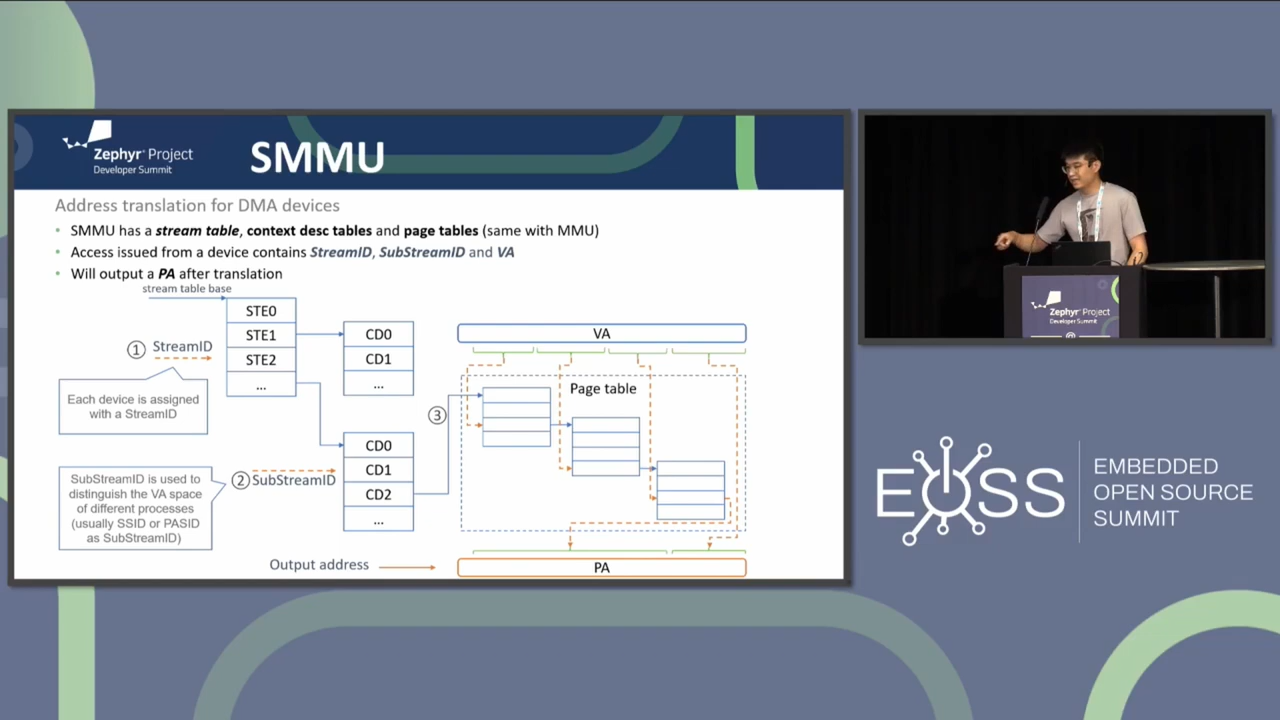 Zephyr® Project
Developer Summit
SMMU
Address translation for DMA devices
• SMMU has a stream table, context desc tables and page tables (same with MMU)
• Access issued from a device contains StreamID, SubStreamID and VA
• Will output a PA after translation
stream table base
STE0
STE1
STE2
...
① StreamID
Each device is assigned
with a StreamID
CD0
CD1
...
CD0
CD1
CD2
...
② SubStreamID
SubStreamID is used to
distinguish the VA space
of different processes
(usually SSID or PASID
as SubStreamID)
③
VA
Page table
Output address
PA
Zephyr® Project
Developer Summit
EOSS
EMBEDDED
OPEN SOURCE
SUMMIT